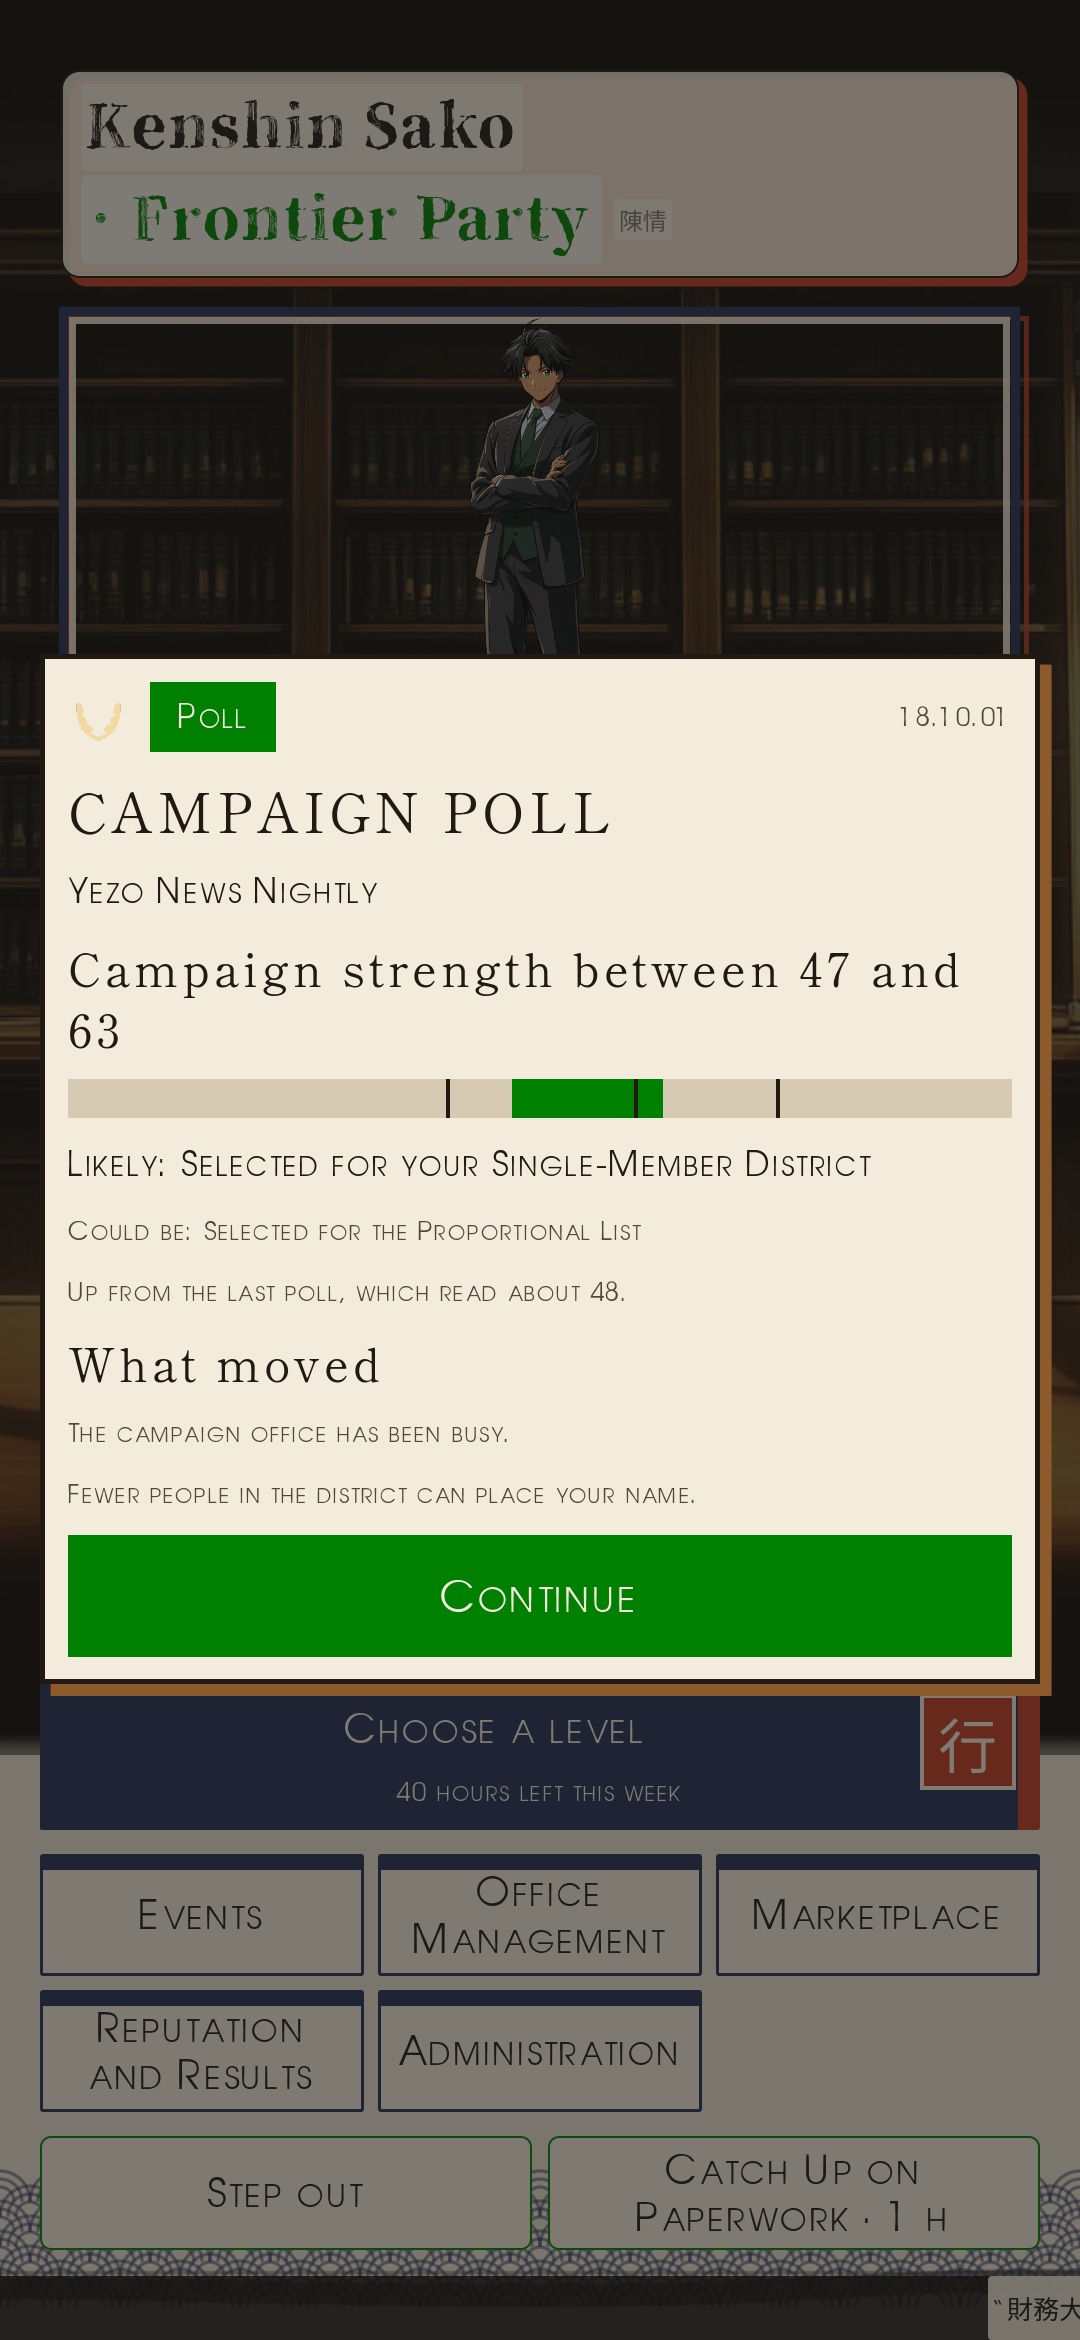 Kenshin Sako
· Frontier Party 陳情
Poll
18.10.01
CAMPAIGN POLL
Yezo News Nightly
Campaign strength between 47 and
63
Likely: Selected for your Single-Member District
Could be: Selected for the Proportional List
Up from the last poll, which read about 48.
What moved
The campaign office has been busy.
Fewer people in the district can place your name.
Continue
Choose a level
行
40 hours left this week
Events
Office
Management
Marketplace
Reputation
and Results
Administration
Step out
Catch Up on
Paperwork · 1 h
財務大